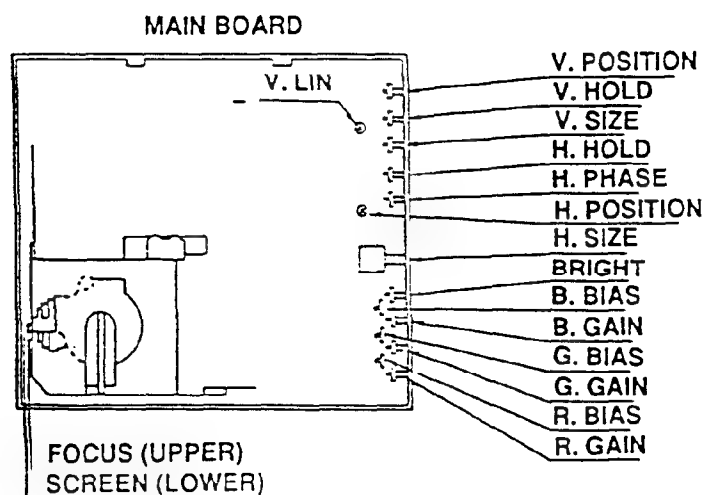 MAIN BOARD
V. LIN
V. POSITION
V. HOLD
V. SIZE
H. HOLD
H. PHASE
H. POSITION
H. SIZE
BRIGHT
B. BIAS
B. GAIN
G. BIAS
G. GAIN
R. BIAS
R. GAIN
FOCUS (UPPER)
SCREEN (LOWER)